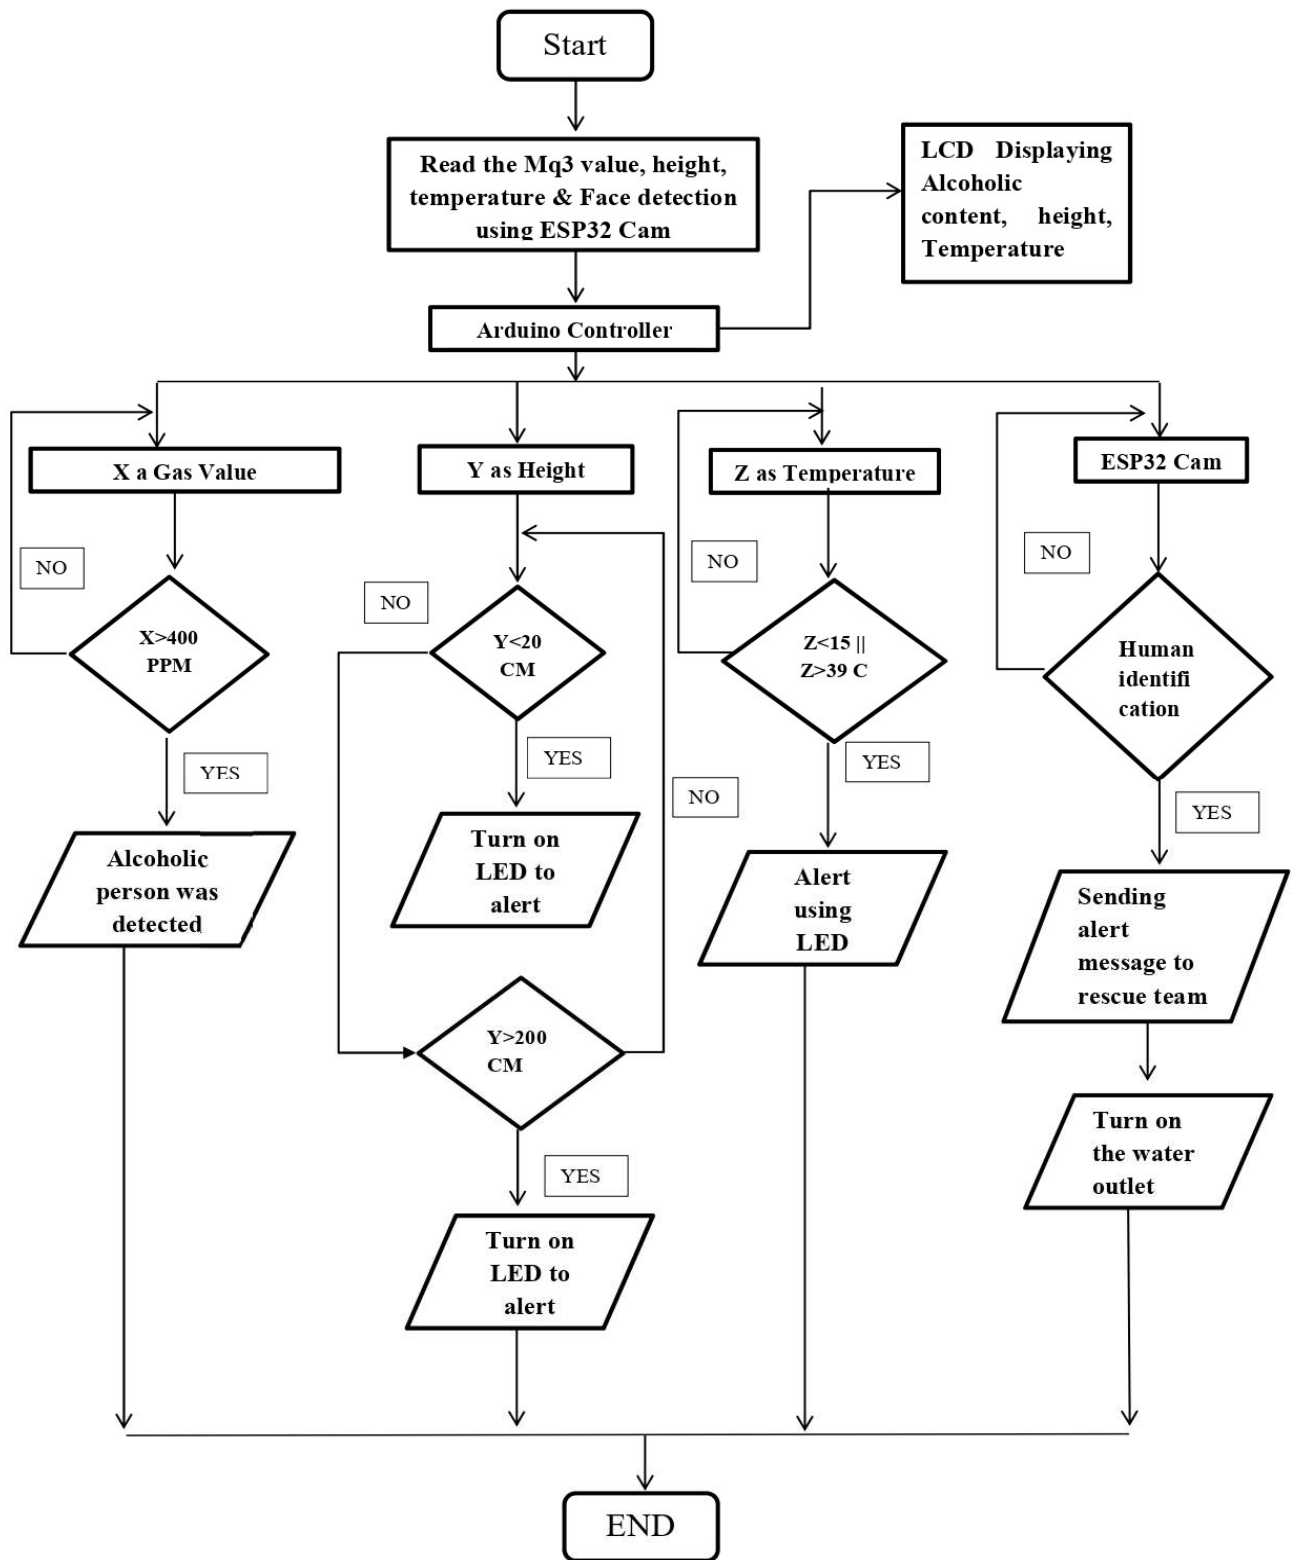 Start
Read the Mq3 value, height,
temperature & Face detection
using ESP32 Cam
LCD Displaying
Alcoholic
content, height,
Temperature
Arduino Controller
X a Gas Value
Y as Height
Z as Temperature
ESP32 Cam
NO
NO
NO
NO
X>400
PPM
Y<20
CM
Z<15 ||
Z>39 C
Human
identifi
cation
YES
YES
YES
NO
YES
Alcoholic
person was
detected
Turn on
LED to
alert
Alert
using
LED
Sending
alert
message to
rescue team
Y>200
CM
Turn on
the water
outlet
YES
Turn on
LED to
alert
END